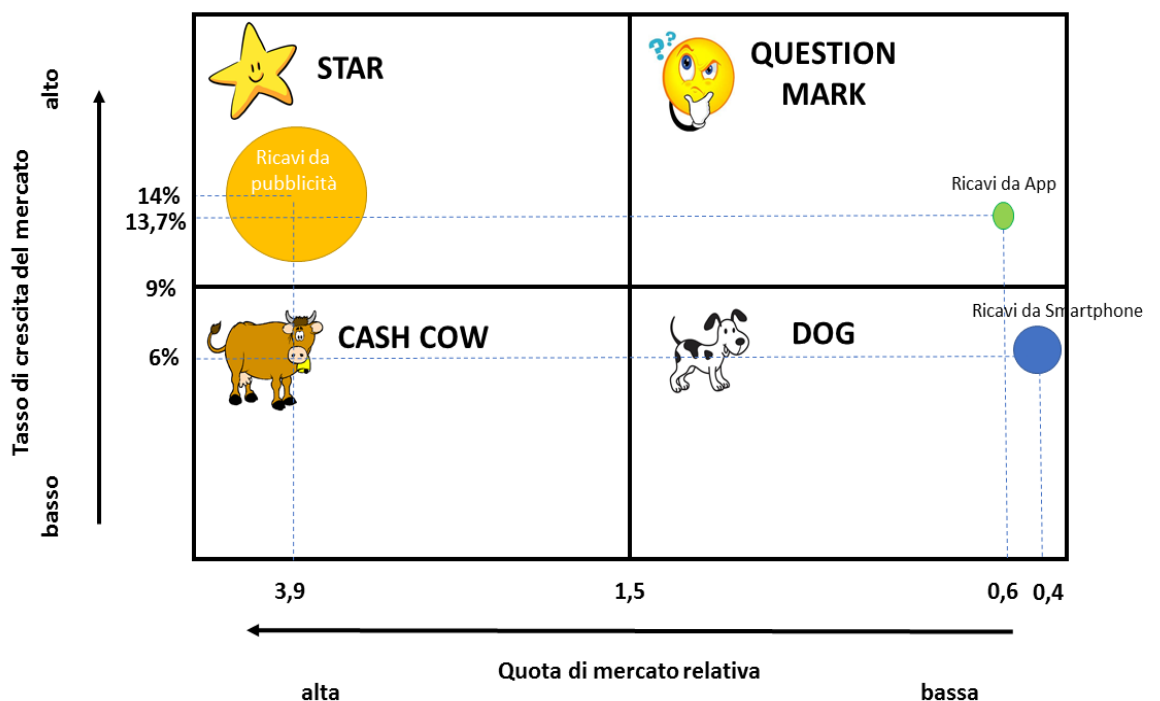 STAR
QUESTION
MARK
??
alto
Tasso di crescita del mercato
basso
Ricavi da
pubblicità
Ricavi da App
14%
13,7%
9%
Ricavi da Smartphone
CASH COW
DOG
6%
3,9
1,5
0,6
0,4
Quota di mercato relativa
alta
bassa